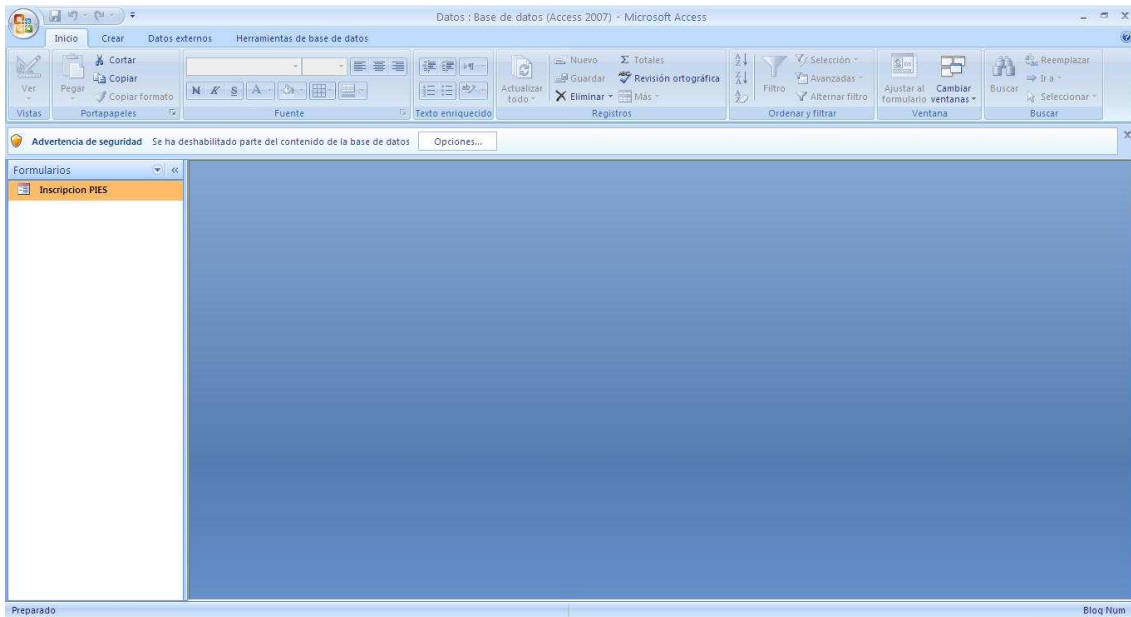 Datos : Base de datos (Access 2007) - Microsoft Access
Inicio Crear Datos externos Herramientas de base de datos
Ver
Vistas
Pegar
Cortar
Copiar
Copiar formato
Portapapeles
N K S A
Fuente
Texto enriquecido
Actualizar todo
Nuevo
Guardar
Eliminar
Σ Totales
Revisión ortográfica
Más
Registros
Filtro
Selección
Avanzadas
Alternar filtro
Ordenar y filtrar
Ajustar al formulario
Cambiar ventanas
Ventana
Buscar
Reemplazar
Ir a
Seleccionar
Buscar
Advertencia de seguridad Se ha deshabilitado parte del contenido de la base de datos Opciones...
Formularios
Inscripcion PIES
Preparado Bloq Num